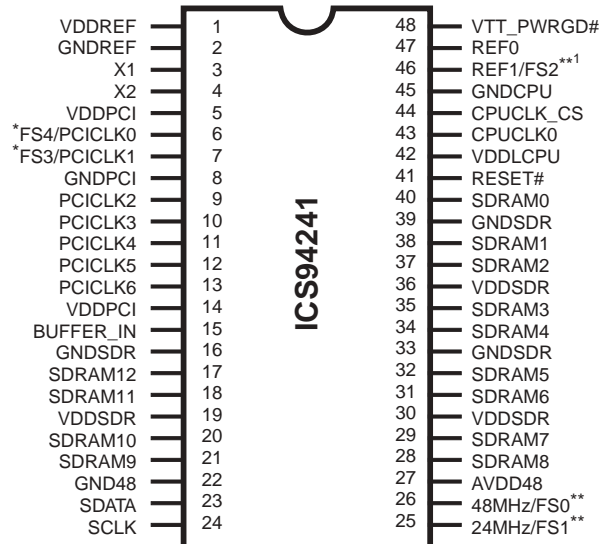 VDDREF 1 48 VTT_PWRGD#
GNDREF 2 47 REF0
X1 3 46 REF1/FS2**1
X2 4 45 GNDCPU
VDDPCI 5 44 CPUCLK_CS
*FS4/PCICLK0 6 43 CPUCLK0
*FS3/PCICLK1 7 42 VDDLCPU
GNDPCI 8 41 RESET#
PCICLK2 9 40 SDRAM0
PCICLK3 10 39 GNDSDR
PCICLK4 11 38 SDRAM1
PCICLK5 12 37 SDRAM2
PCICLK6 13 36 VDDSDR
VDDPCI 14 35 SDRAM3
BUFFER_IN 15 34 SDRAM4
GNDSDR 16 33 GNDSDR
SDRAM12 17 32 SDRAM5
SDRAM11 18 31 SDRAM6
VDDSDR 19 30 VDDSDR
SDRAM10 20 29 SDRAM7
SDRAM9 21 28 SDRAM8
GND48 22 27 AVDD48
SDATA 23 26 48MHz/FS0**
SCLK 24 25 24MHz/FS1**
ICS94241